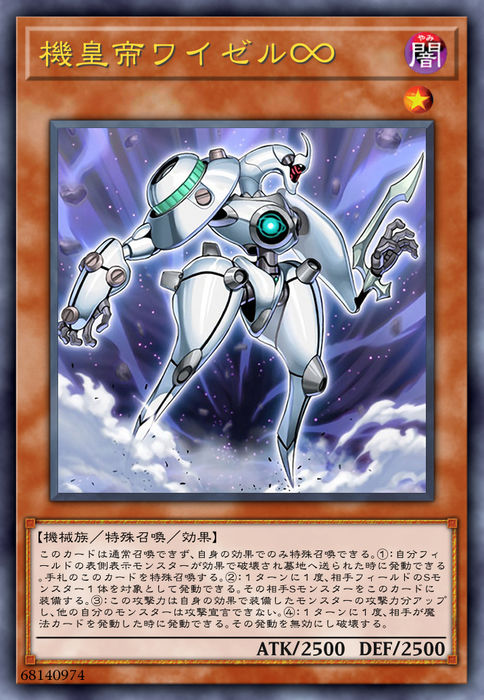 機皇帝ワイゼル∞
やみ
闇
【機械族／特殊召喚／効果】
このカードは通常召喚できず、自身の効果でのみ特殊召喚できる。①：自分フィ
ールドの表側表示モンスターが効果で破壊され墓地へ送られた時に発動できる。
手札のこのカードを特殊召喚する。②：１ターンに１度、相手フィールドのSモ
ンスター１体を対象として発動できる。その相手Sモンスターをこのカードに
装備する。③：この攻撃力は自身の効果で装備したモンスターの攻撃力分アップ
し、他の自分のモンスターは攻撃宣言できない。④：１ターンに１度、相手が魔
法カードを発動した時に発動できる。その発動を無効にし破壊する。
ATK/2500 DEF/2500
68140974